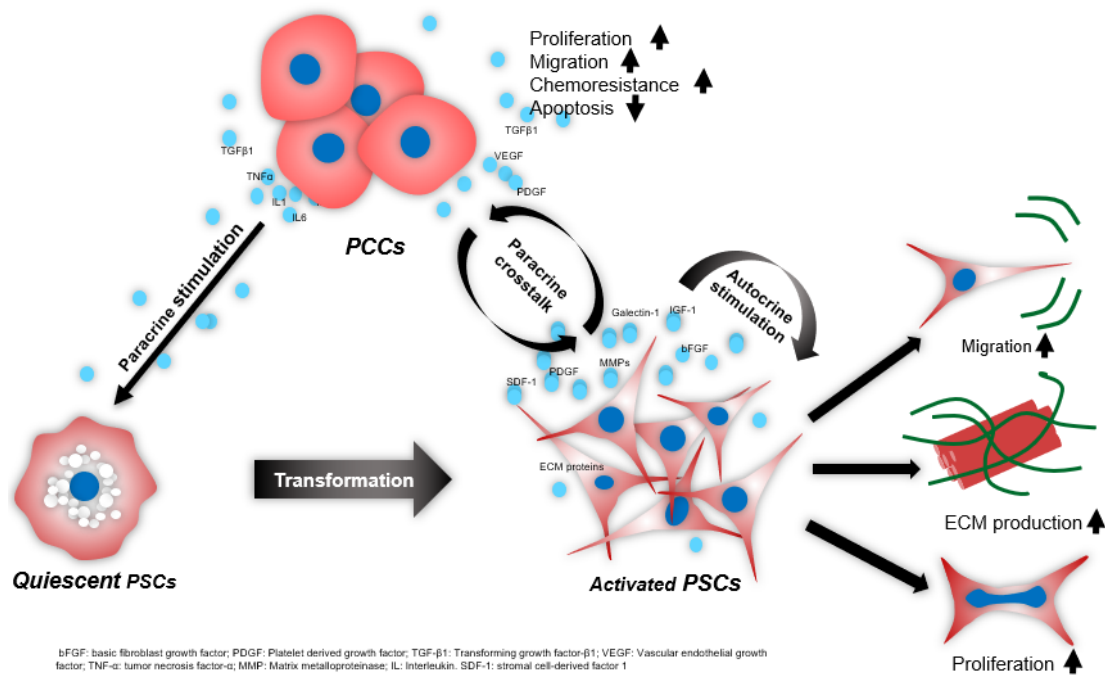 Proliferation
Migration
Chemoresistance
Apoptosis
TGFβ1
TGFβ1
VEGF
TNFα
PDGF
IL1
IL6
PCCs
Paracrine stimulation
Paracrine
crosstalk
Autocrine
stimulation
Galectin-1
IGF-1
bFGF
MMPs
PDGF
SDF-1
Migration
ECM proteins
Transformation
ECM production
Quiescent PSCs
Activated PSCs
Proliferation
bFGF: basic fibroblast growth factor; PDGF: Platelet derived growth factor; TGF-β1: Transforming growth factor-β1; VEGF: Vascular endothelial growth
factor; TNF-α: tumor necrosis factor-α; MMP: Matrix metalloproteinase; IL: Interleukin. SDF-1: stromal cell-derived factor 1